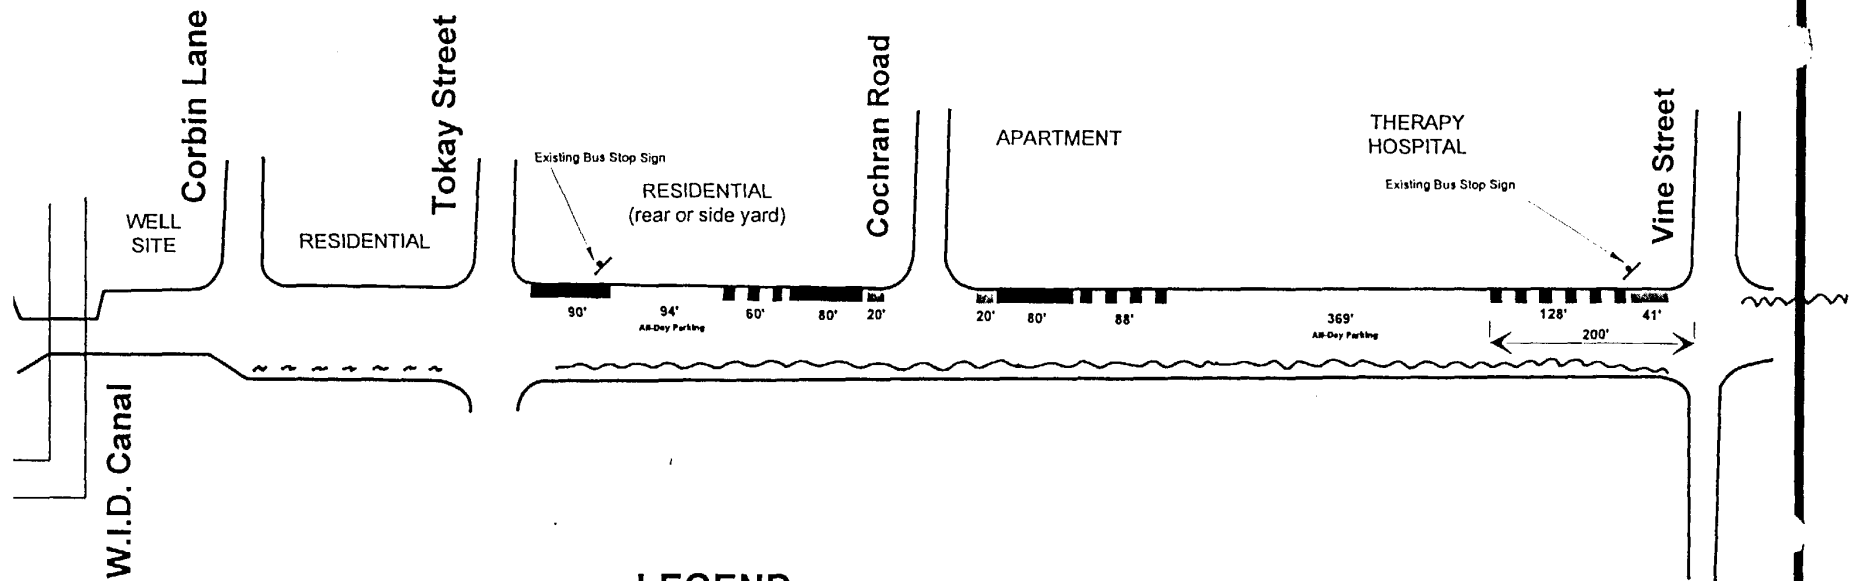 Corbin Lane
Tokay Street
Cochran Road
Vine Street
Existing Bus Stop Sign
APARTMENT
THERAPY
HOSPITAL
Existing Bus Stop Sign
RESIDENTIAL
(rear or side yard)
WELL
SITE
RESIDENTIAL
90'
94'
All-Day Parking
60'
80'
20'
20'
80'
88'
369'
All-Day Parking
128'
41'
200'
W.I.D. Canal
LEGEND